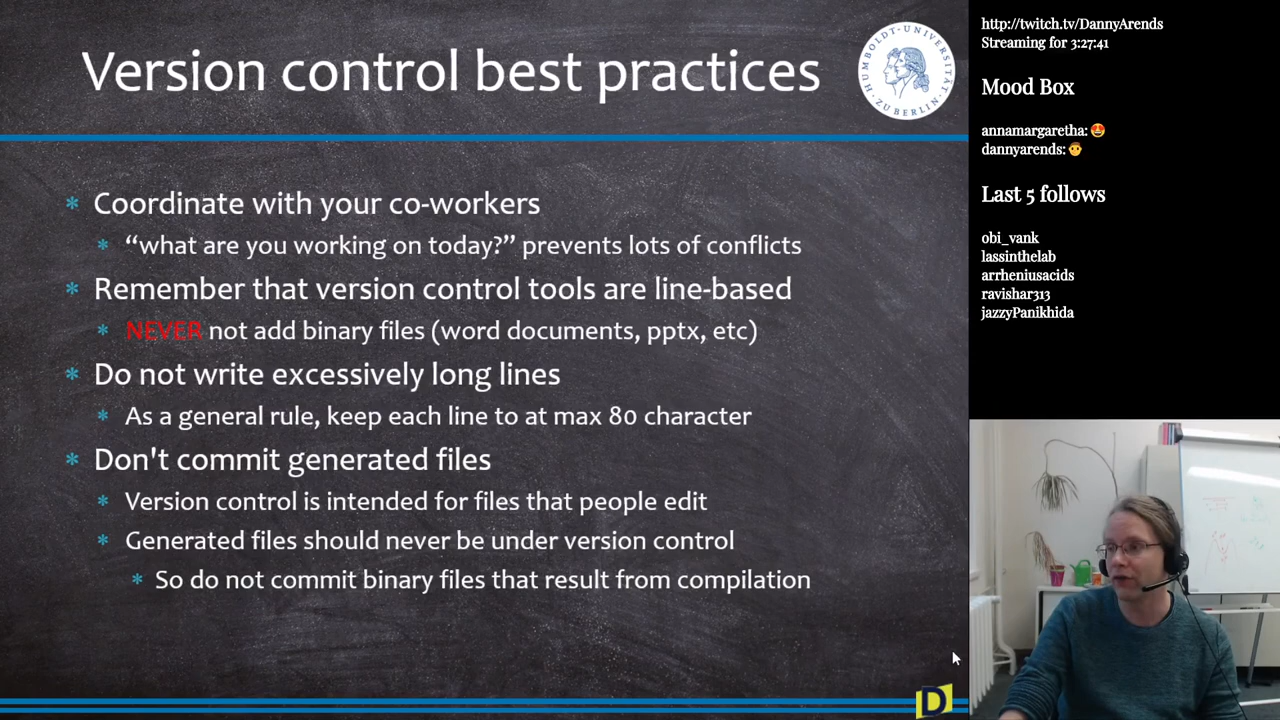 Version control best practices
HUMBOLDT-UNIVERSITÄT ZU BERLIN
Coordinate with your co-workers
“what are you working on today?” prevents lots of conflicts
Remember that version control tools are line-based
NEVER not add binary files (word documents, pptx, etc)
Do not write excessively long lines
As a general rule, keep each line to at max 80 character
Don't commit generated files
Version control is intended for files that people edit
Generated files should never be under version control
So do not commit binary files that result from compilation
D
http://twitch.tv/DannyArends
Streaming for 3:27:41
Mood Box
annamargaretha: 😍
dannyarends: 👨
Last 5 follows
obi_vank
lassinthelab
arrheniusacids
ravishar313
jazzyPanikhida